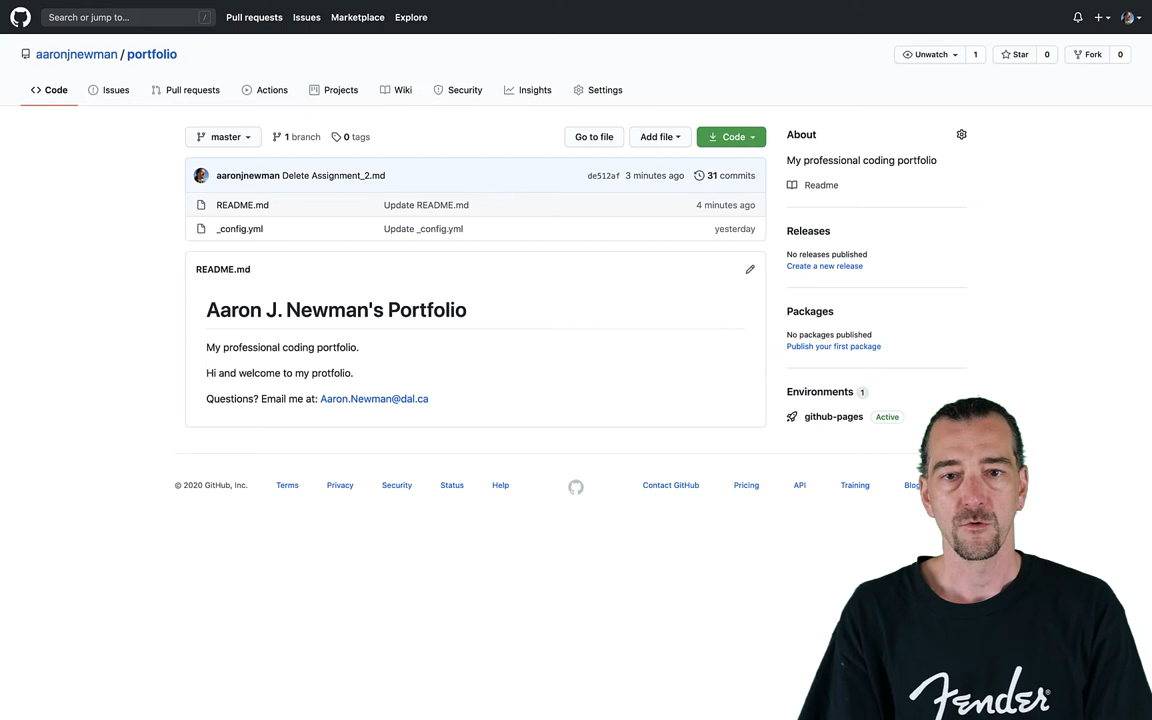 Search or jump to... /
Pull requests Issues Marketplace Explore
aaronjnewman / portfolio
Unwatch 1 Star 0 Fork 0
Code Issues Pull requests Actions Projects Wiki Security Insights Settings
master 1 branch 0 tags Go to file Add file Code
aaronjnewman Delete Assignment_2.md de512af 3 minutes ago 31 commits
README.md Update README.md 4 minutes ago
_config.yml Update _config.yml yesterday
README.md
Aaron J. Newman's Portfolio
My professional coding portfolio.
Hi and welcome to my protfolio.
Questions? Email me at: Aaron.Newman@dal.ca
About
My professional coding portfolio
Readme
Releases
No releases published
Create a new release
Packages
No packages published
Publish your first package
Environments 1
github-pages Active
© 2020 GitHub, Inc. Terms Privacy Security Status Help Contact GitHub Pricing API Training Blog
Fender